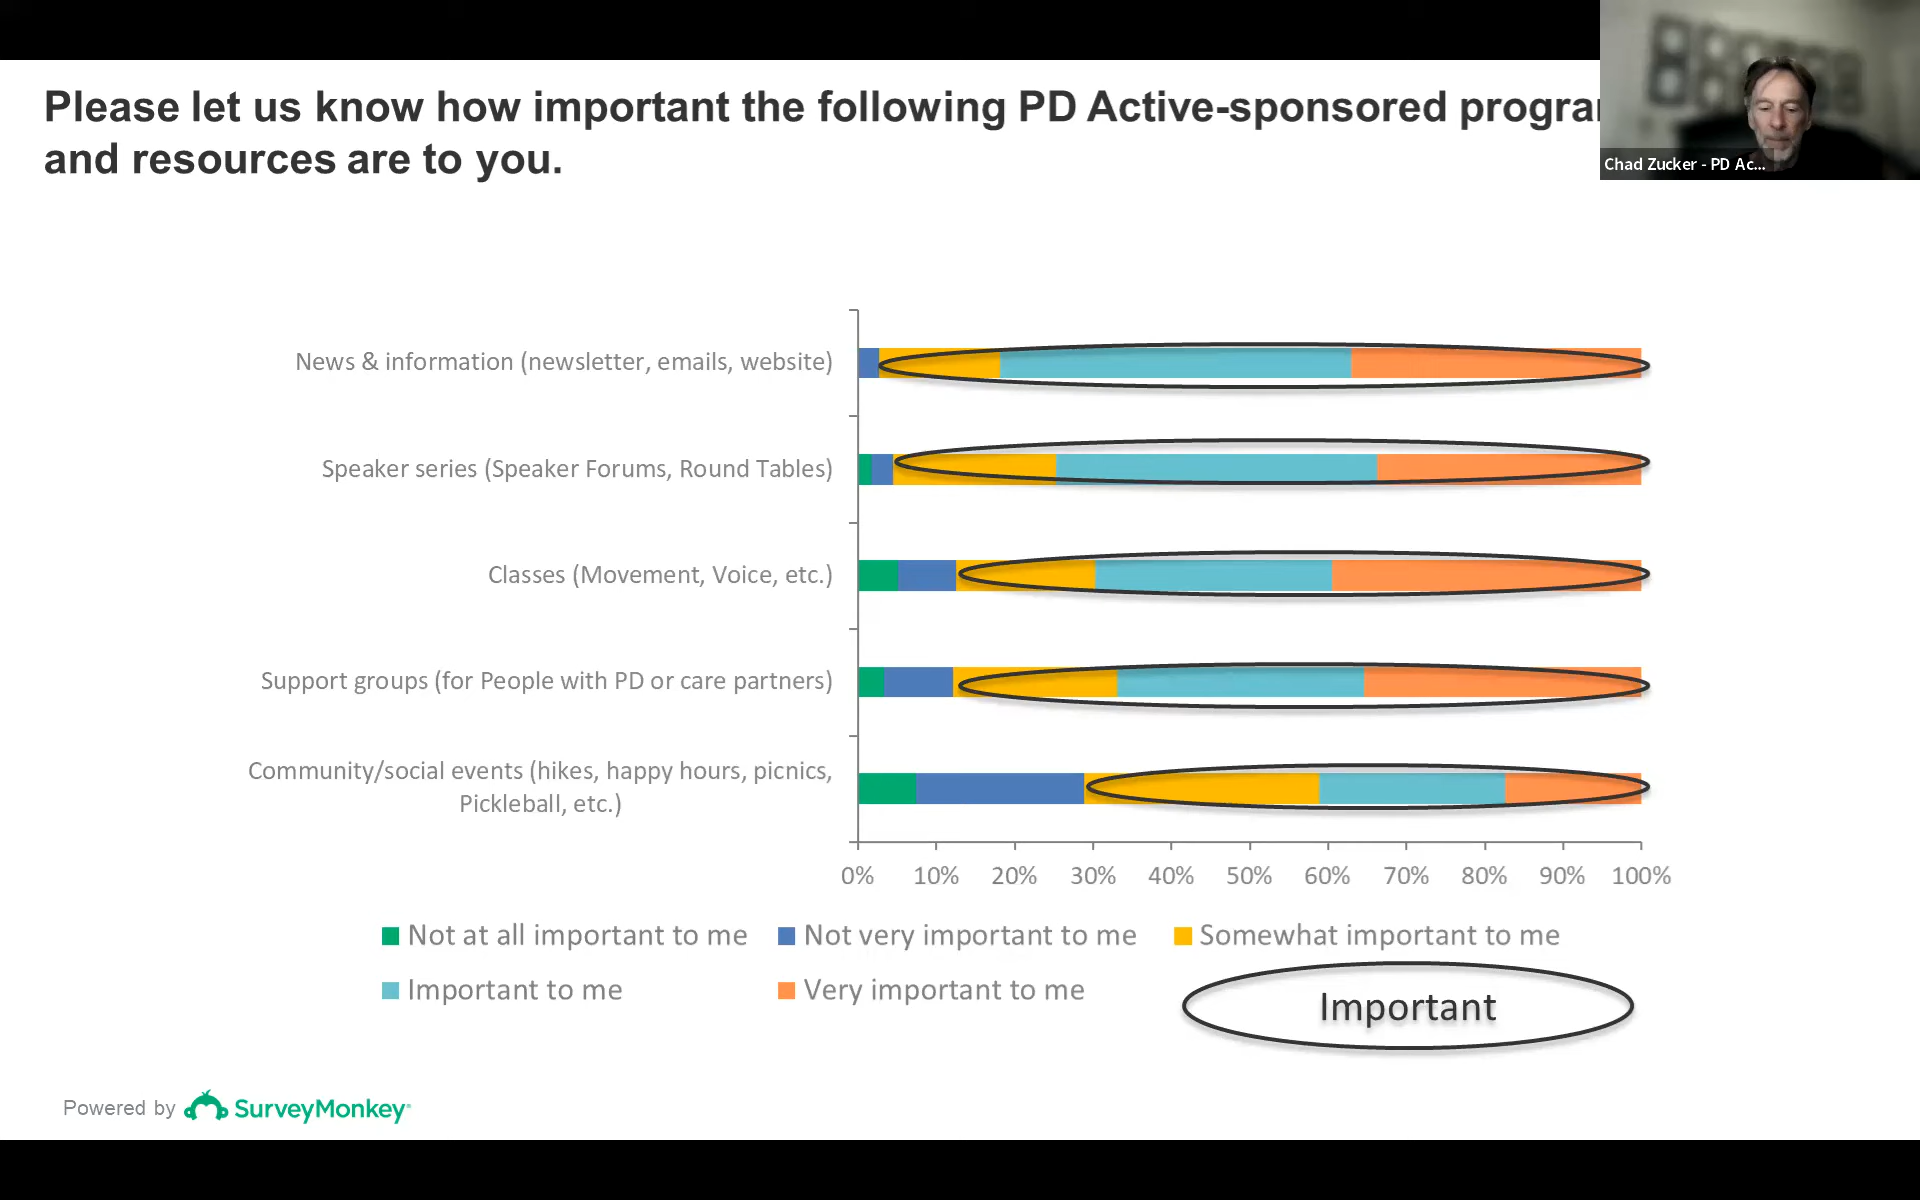 Please let us know how important the following PD Active-sponsored
and resources are to you.
Chad Zucker - PD Ac...
News & information (newsletter, emails, website)
Speaker series (Speaker Forums, Round Tables)
Classes (Movement, Voice, etc.)
Support groups (for People with PD or care partners)
Community/social events (hikes, happy hours, picnics,
Pickleball, etc.)
0% 10% 20% 30% 40% 50% 60% 70% 80% 90% 100%
Not at all important to me Not very important to me Somewhat important to me
Important to me Very important to me
Important
Powered by SurveyMonkey